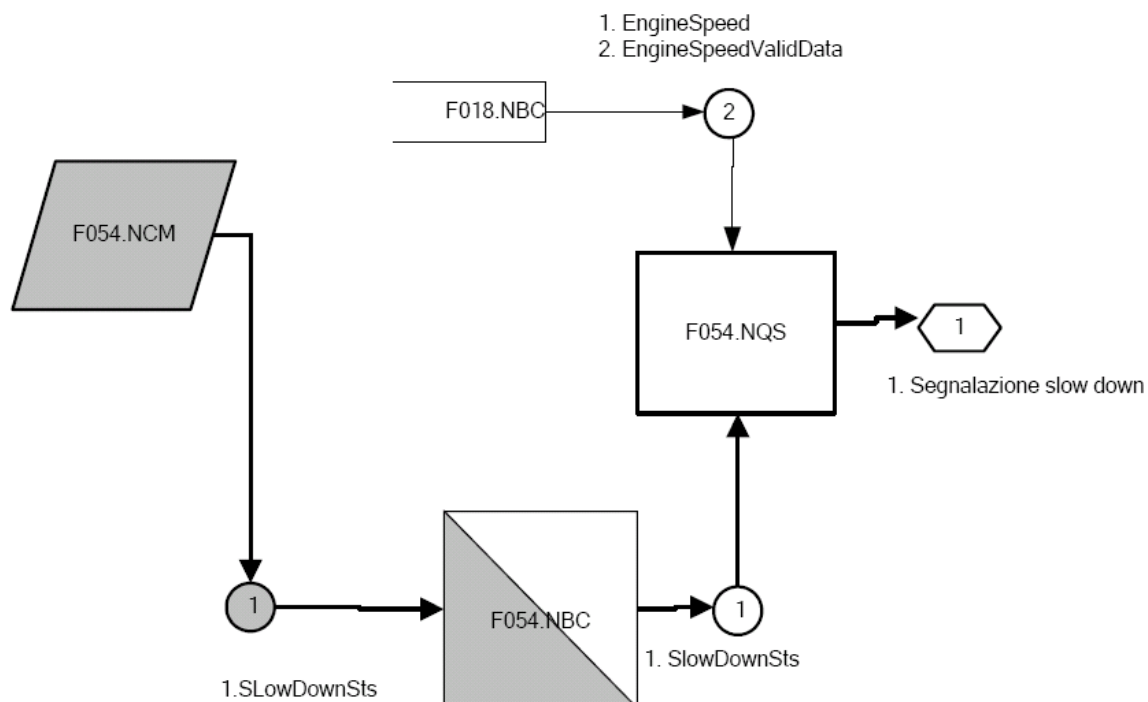 1. EngineSpeed
2. EngineSpeedValidData
F018.NBC
2
F054.NCM
F054.NQS
1
1. Segnalazione slow down
1
F054.NBC
1
1. SlowDownSts
1.SLowDownSts